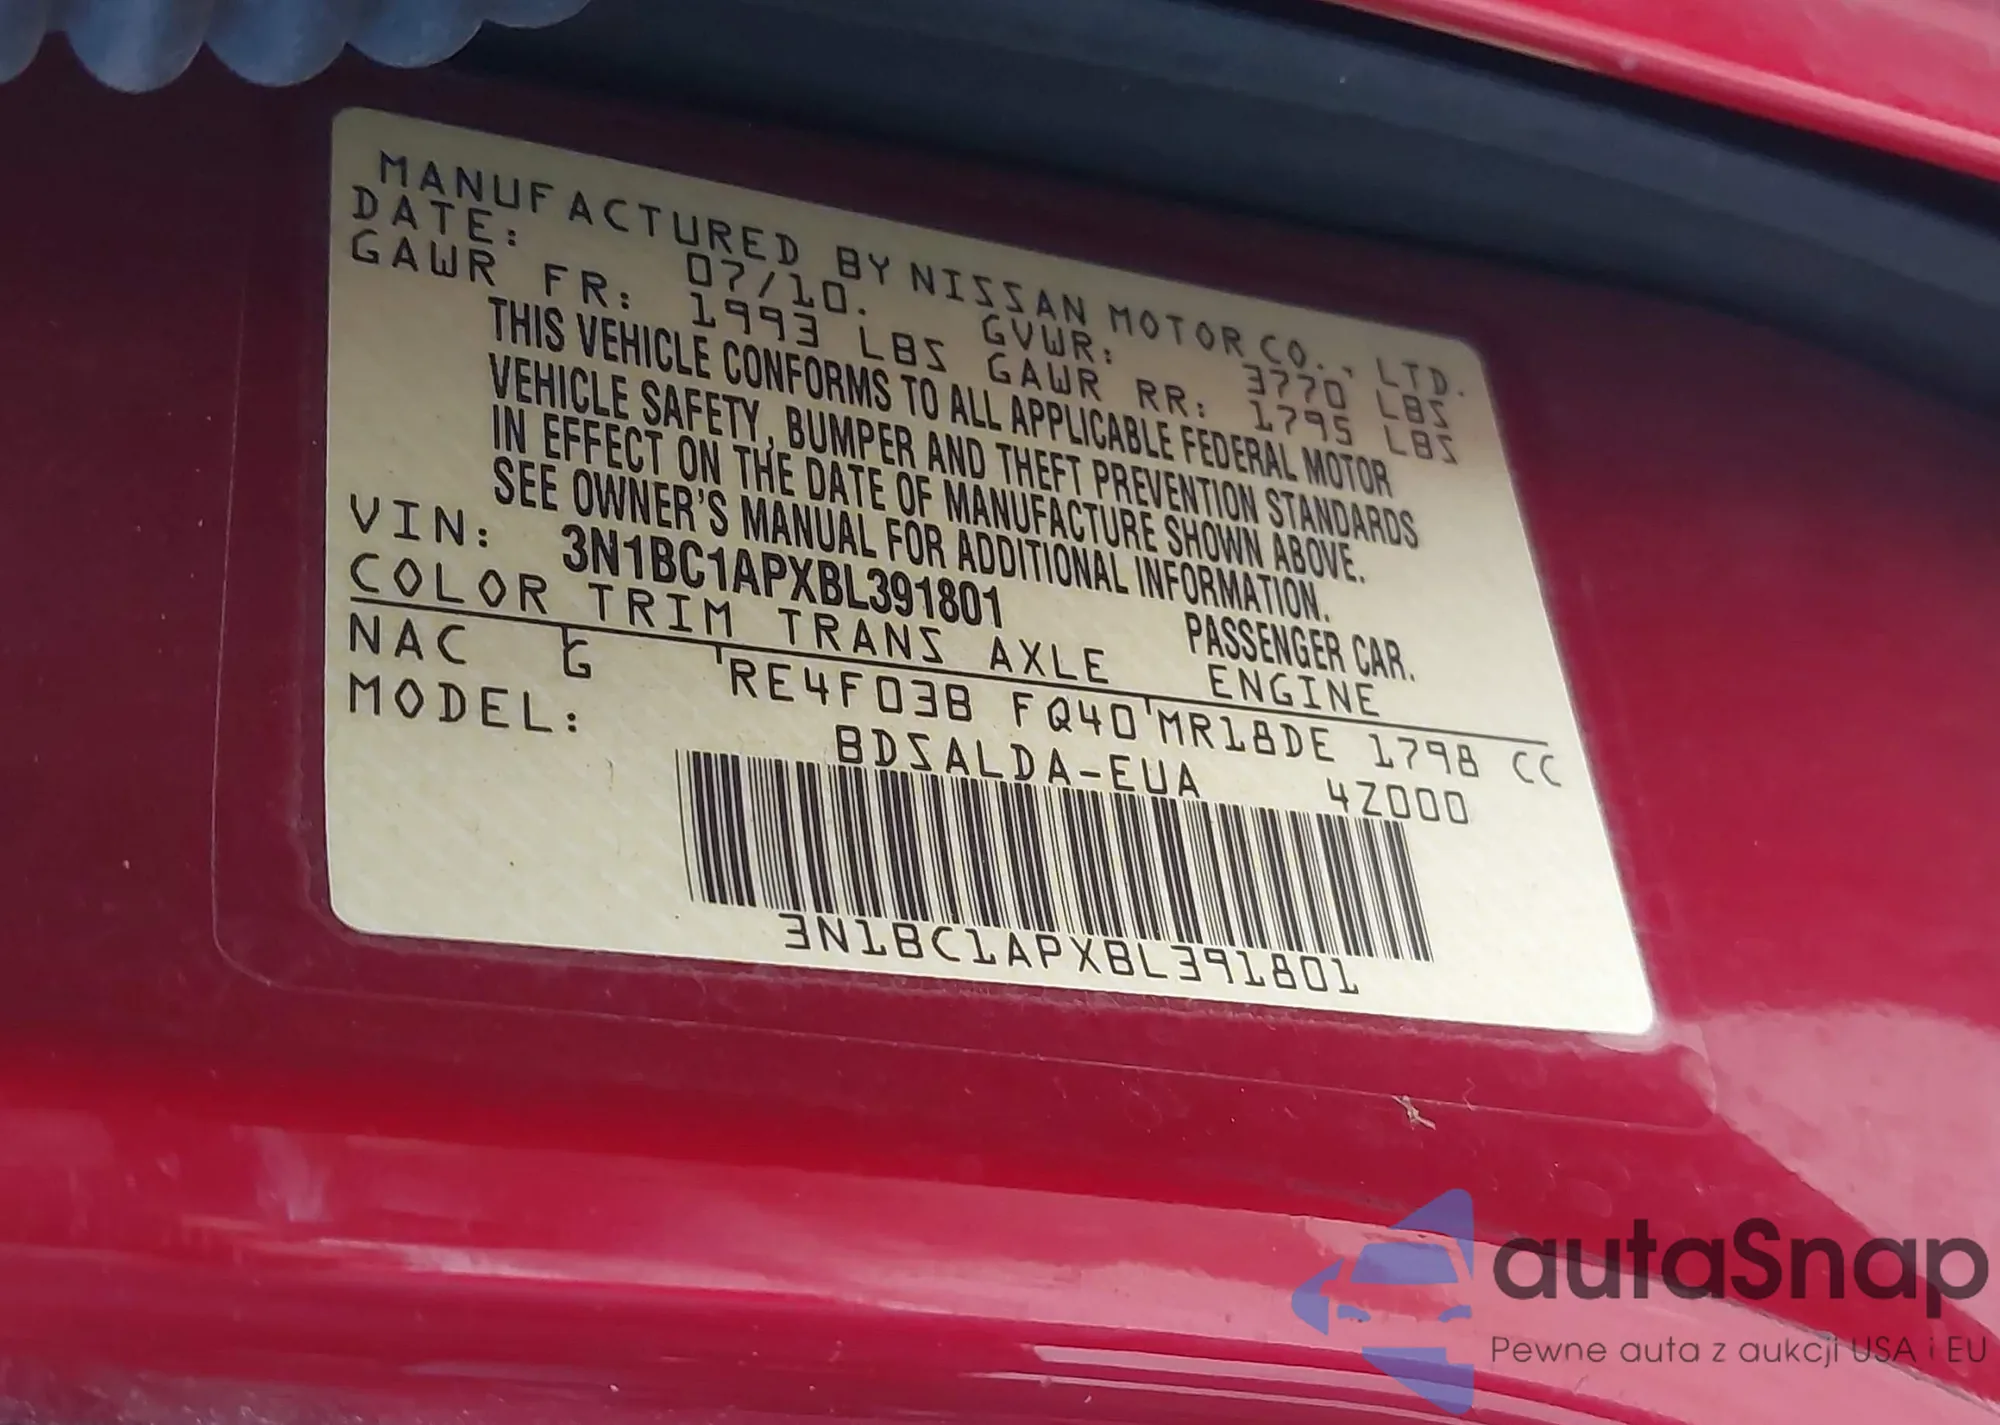 MANUFACTURED BY NISSAN MOTOR CO., LTD.
DATE: 07/10. GVWR: 3770 LBS
GAWR FR: 1993 LBS GAWR RR: 1795 LBS
THIS VEHICLE CONFORMS TO ALL APPLICABLE FEDERAL MOTOR
VEHICLE SAFETY, BUMPER AND THEFT PREVENTION STANDARDS
IN EFFECT ON THE DATE OF MANUFACTURE SHOWN ABOVE.
SEE OWNER'S MANUAL FOR ADDITIONAL INFORMATION.
VIN: 3N1BC1APXBL391801 PASSENGER CAR.
COLOR TRIM TRANS AXLE ENGINE
NAC G RE4F03B FQ40 MR18DE 1798 CC
MODEL: BDSALDA-EUA 4Z000
3N1BC1APXBL391801
autaSnap
Pewne auta z aukcji USA i EU